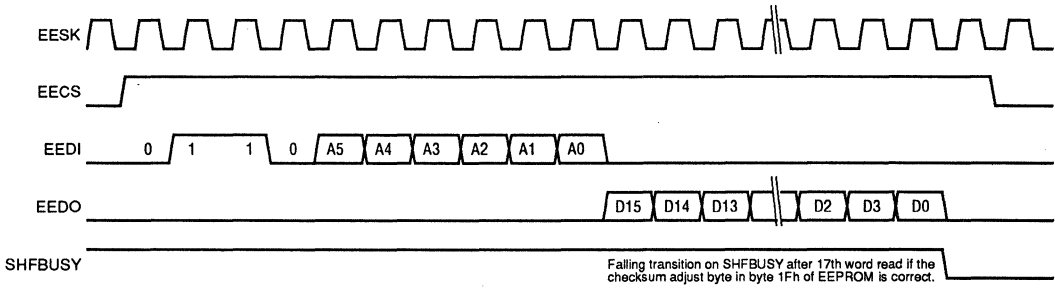 EESK
EECS
EEDI 0 1 1 0 A5 A4 A3 A2 A1 A0
EEDO D15 D14 D13 D2 D3 D0
SHFBUSY
Falling transition on SHFBUSY after 17th word read if the
checksum adjust byte in byte 1Fh of EEPROM is correct.